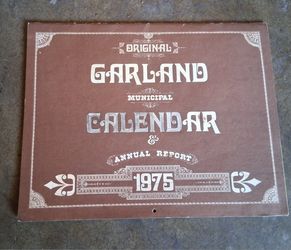 ORIGINAL
GARLAND
MUNICIPAL
CALENDAR
&
ANNUAL REPORT
1975